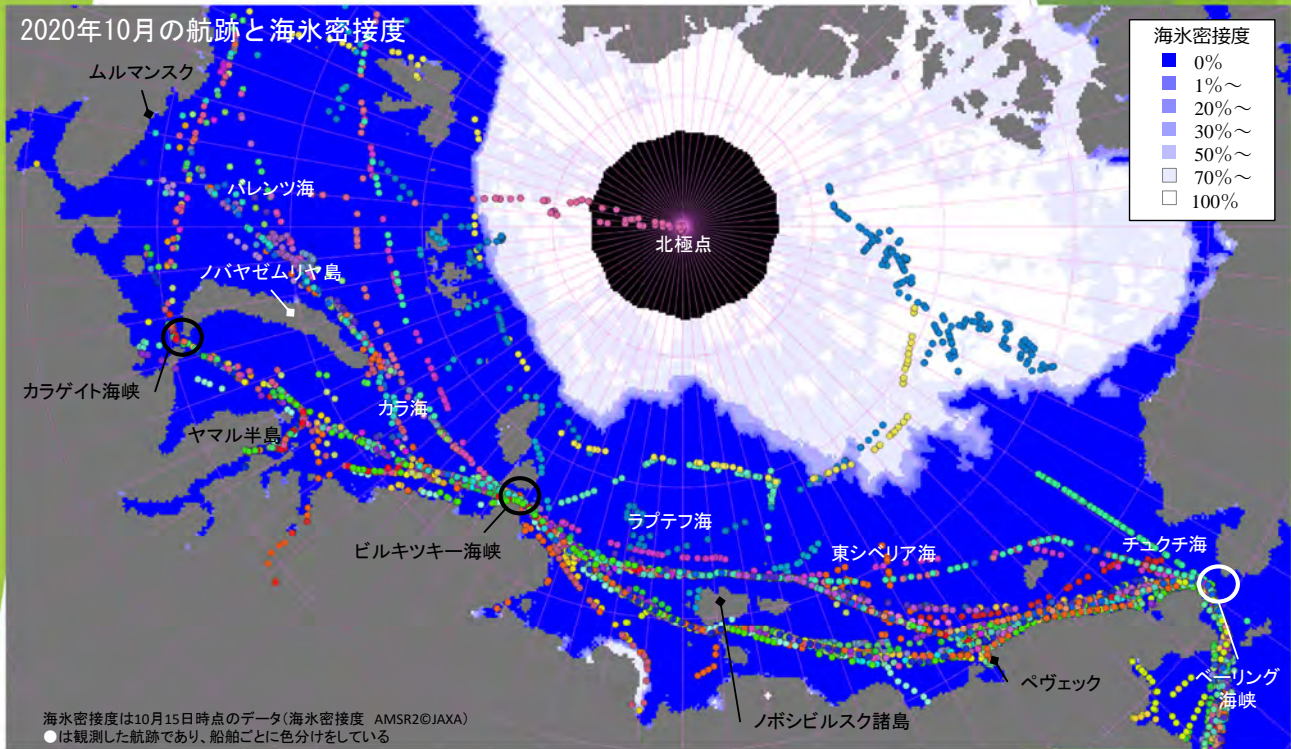 2020年10月の航跡と海氷密接度
海氷密接度
0%
1%～
20%～
30%～
50%～
70%～
100%
ムルマンスク
バレンツ海
ノバヤゼムリヤ島
北極点
カラゲイト海峡
カラ海
ヤマル半島
ビルキツキー海峡
ラプテフ海
東シベリア海
チュクチ海
ペヴェック
ベーリング
海峡
ノボシビルスク諸島
海氷密接度は10月15日時点のデータ(海氷密接度 AMSR2©JAXA)
●は観測した航跡であり、船舶ごとに色分けをしている